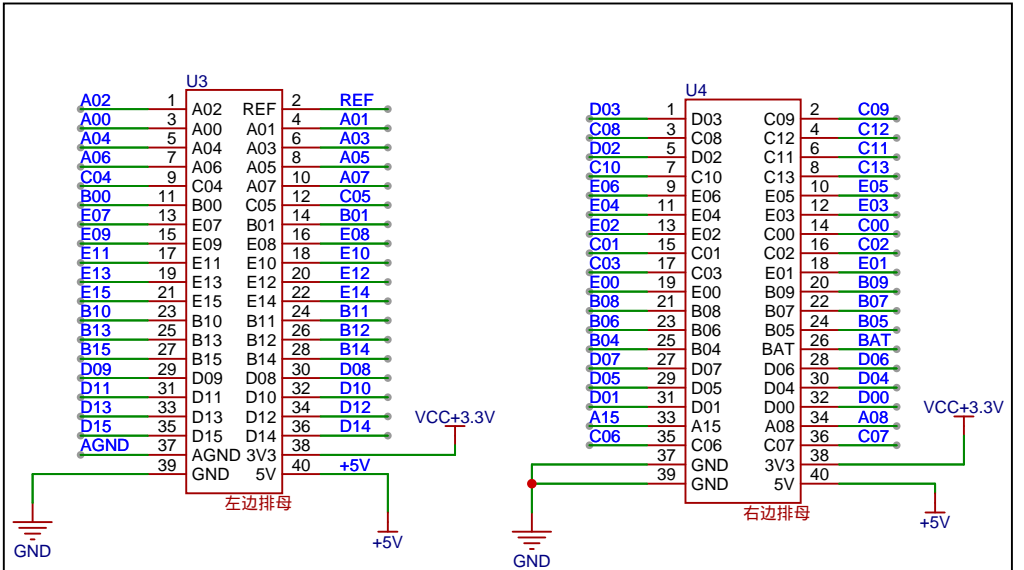 U3
A02 1 A02 REF 2 REF
A00 3 A00 A01 4 A01
A04 5 A04 A03 6 A03
A06 7 A06 A05 8 A05
C04 9 C04 A07 10 A07
B00 11 B00 C05 12 C05
E07 13 E07 B01 14 B01
E09 15 E09 E08 16 E08
E11 17 E11 E10 18 E10
E13 19 E13 E12 20 E12
E15 21 E15 E14 22 E14
B10 23 B10 B11 24 B11
B13 25 B13 B12 26 B12
B15 27 B15 B14 28 B14
D09 29 D09 D08 30 D08
D11 31 D11 D10 32 D10
D13 33 D13 D12 34 D12
D15 35 D15 D14 36 D14
AGND 37 AGND 3V3 38
39 GND 5V 40 +5V
左边排母
VCC+3.3V
GND
+5V
U4
D03 1 D03 C09 2 C09
C08 3 C08 C12 4 C12
D02 5 D02 C11 6 C11
C10 7 C10 C13 8 C13
E06 9 E06 E05 10 E05
E04 11 E04 E03 12 E03
E02 13 E02 C00 14 C00
C01 15 C01 C02 16 C02
C03 17 C03 E01 18 E01
E00 19 E00 B09 20 B09
B08 21 B08 B07 22 B07
B06 23 B06 B05 24 B05
B04 25 B04 BAT 26 BAT
D07 27 D07 D06 28 D06
D05 29 D05 D04 30 D04
D01 31 D01 D00 32 D00
A15 33 A15 A08 34 A08
C06 35 C06 C07 36 C07
37 GND 3V3 38
39 GND 5V 40
右边排母
VCC+3.3V
GND
+5V